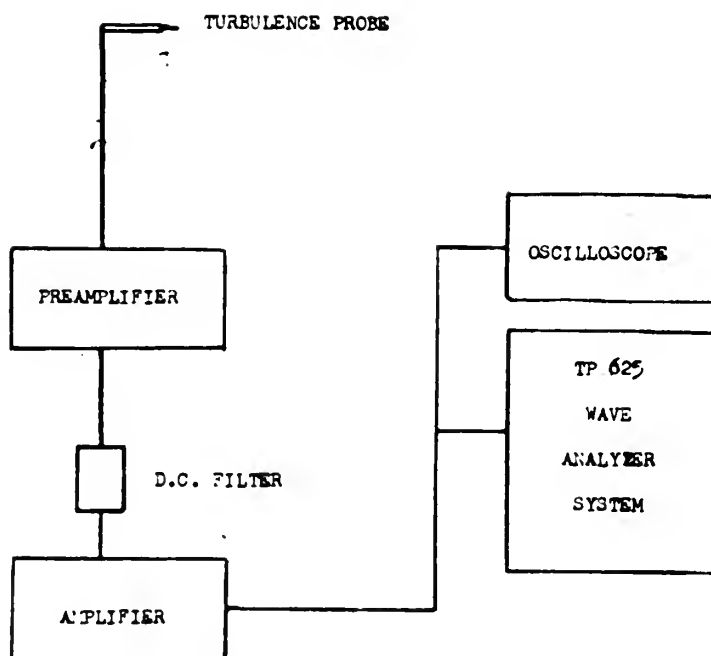 TURBULENCE PROBE
OSCILLOSCOPE
PREAMPLIFIER
TP 625
WAVE
ANALYZER
SYSTEM
D.C. FILTER
AMPLIFIER